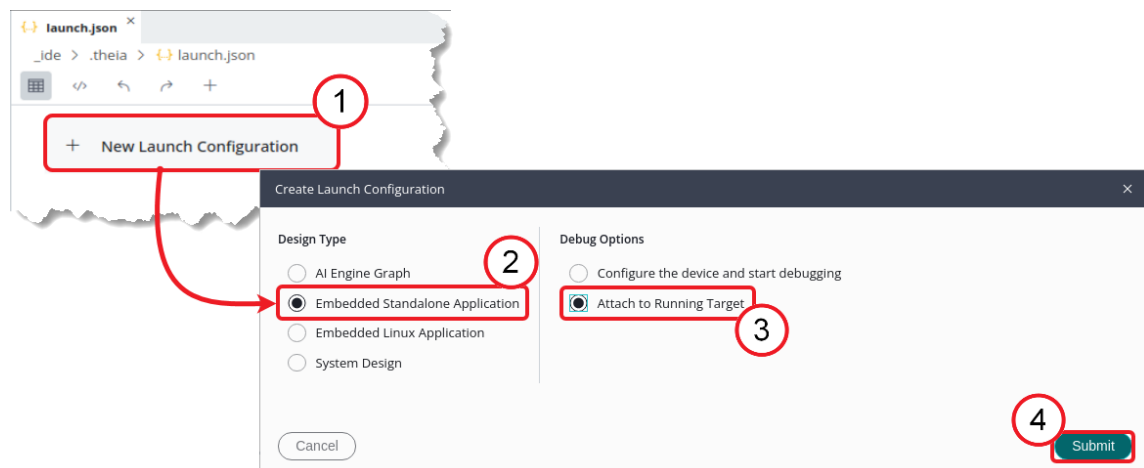 launch.json ×
_ide > .theia > launch.json
1
+ New Launch Configuration
Create Launch Configuration ×
Design Type
2
AI Engine Graph
Embedded Standalone Application
Embedded Linux Application
System Design
Debug Options
Configure the device and start debugging
Attach to Running Target
3
4
Cancel
Submit